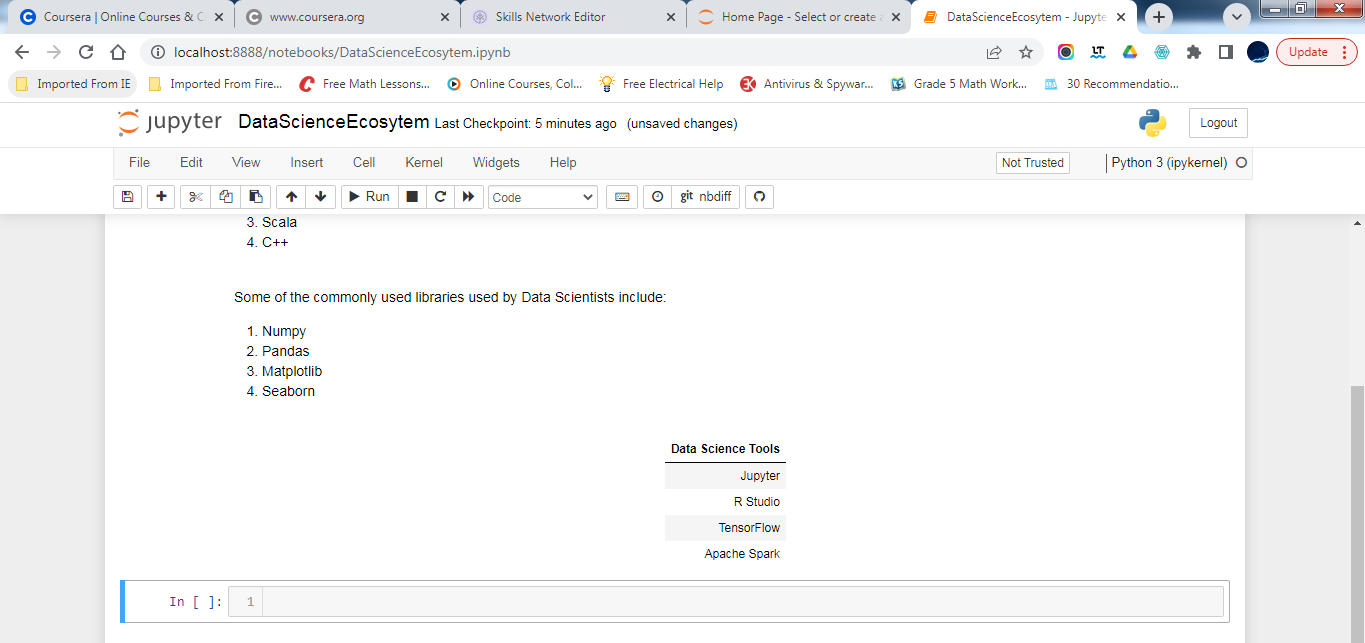 Coursera | Online Courses & C
www.coursera.org
Skills Network Editor
Home Page - Select or create a
DataScienceEcosytem - Jupyte
localhost:8888/notebooks/DataScienceEcosytem.ipynb
Update
Imported From IE
Imported From Fire...
Free Math Lessons...
Online Courses, Col...
Free Electrical Help
Antivirus & Spywar...
Grade 5 Math Work...
30 Recommendatio...
jupyter DataScienceEcosytem Last Checkpoint: 5 minutes ago (unsaved changes)
Logout
File Edit View Insert Cell Kernel Widgets Help
Not Trusted
Python 3 (ipykernel)
Run
Code
git nbdiff
3. Scala
4. C++
Some of the commonly used libraries used by Data Scientists include:
1. Numpy
2. Pandas
3. Matplotlib
4. Seaborn
Data Science Tools
Jupyter
R Studio
TensorFlow
Apache Spark
In [ ]: 1